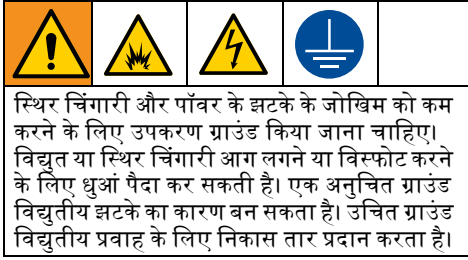 स्थिर चिंगारी और पॉवर के झटके के जोखिम को कम
करने के लिए उपकरण ग्राउंड किया जाना चाहिए।
विद्युत या स्थिर चिंगारी आग लगने या विस्फोट करने
के लिए धुआं पैदा कर सकती है। एक अनुचित ग्राउंड
विद्युतीय झटके का कारण बन सकता है। उचित ग्राउंड
विद्युतीय प्रवाह के लिए निकास तार प्रदान करता है।